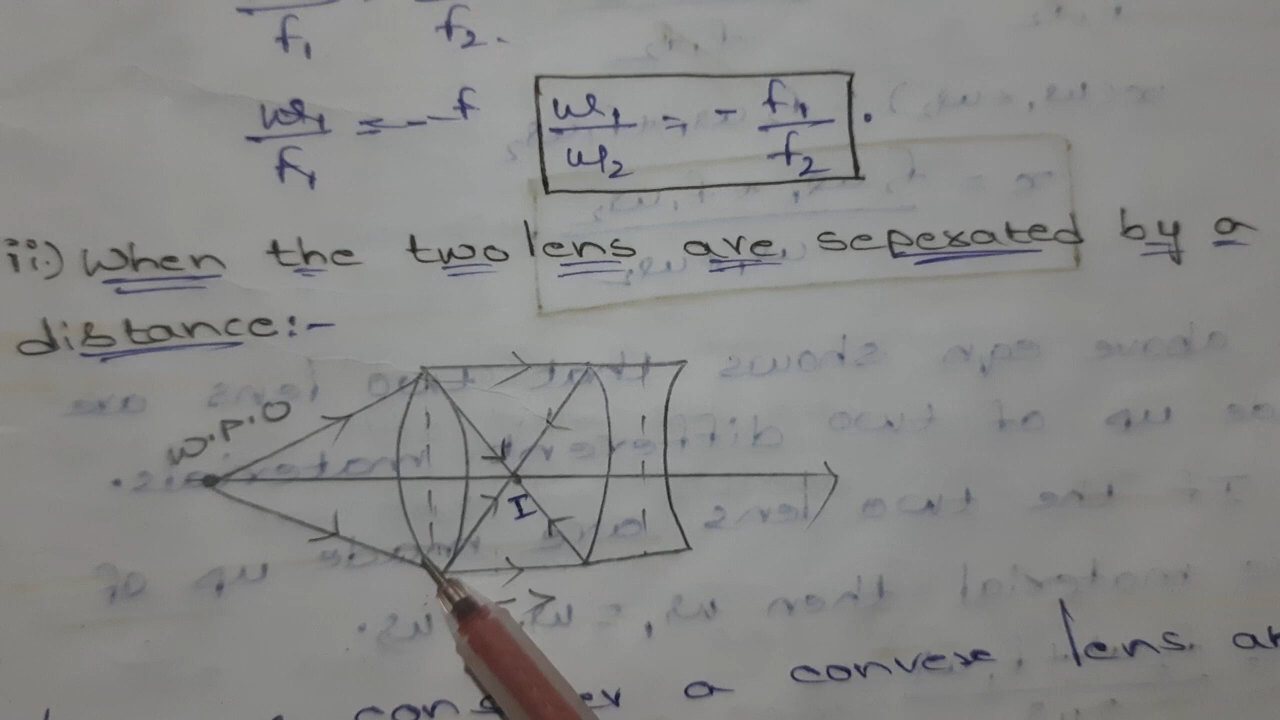 f1 f2.
ω1/f1 = - f
ω1/ω2 = - f1/f2 .
ii) When the two lens are seperated by a
distance:-
W.P.O
I
a convex lens